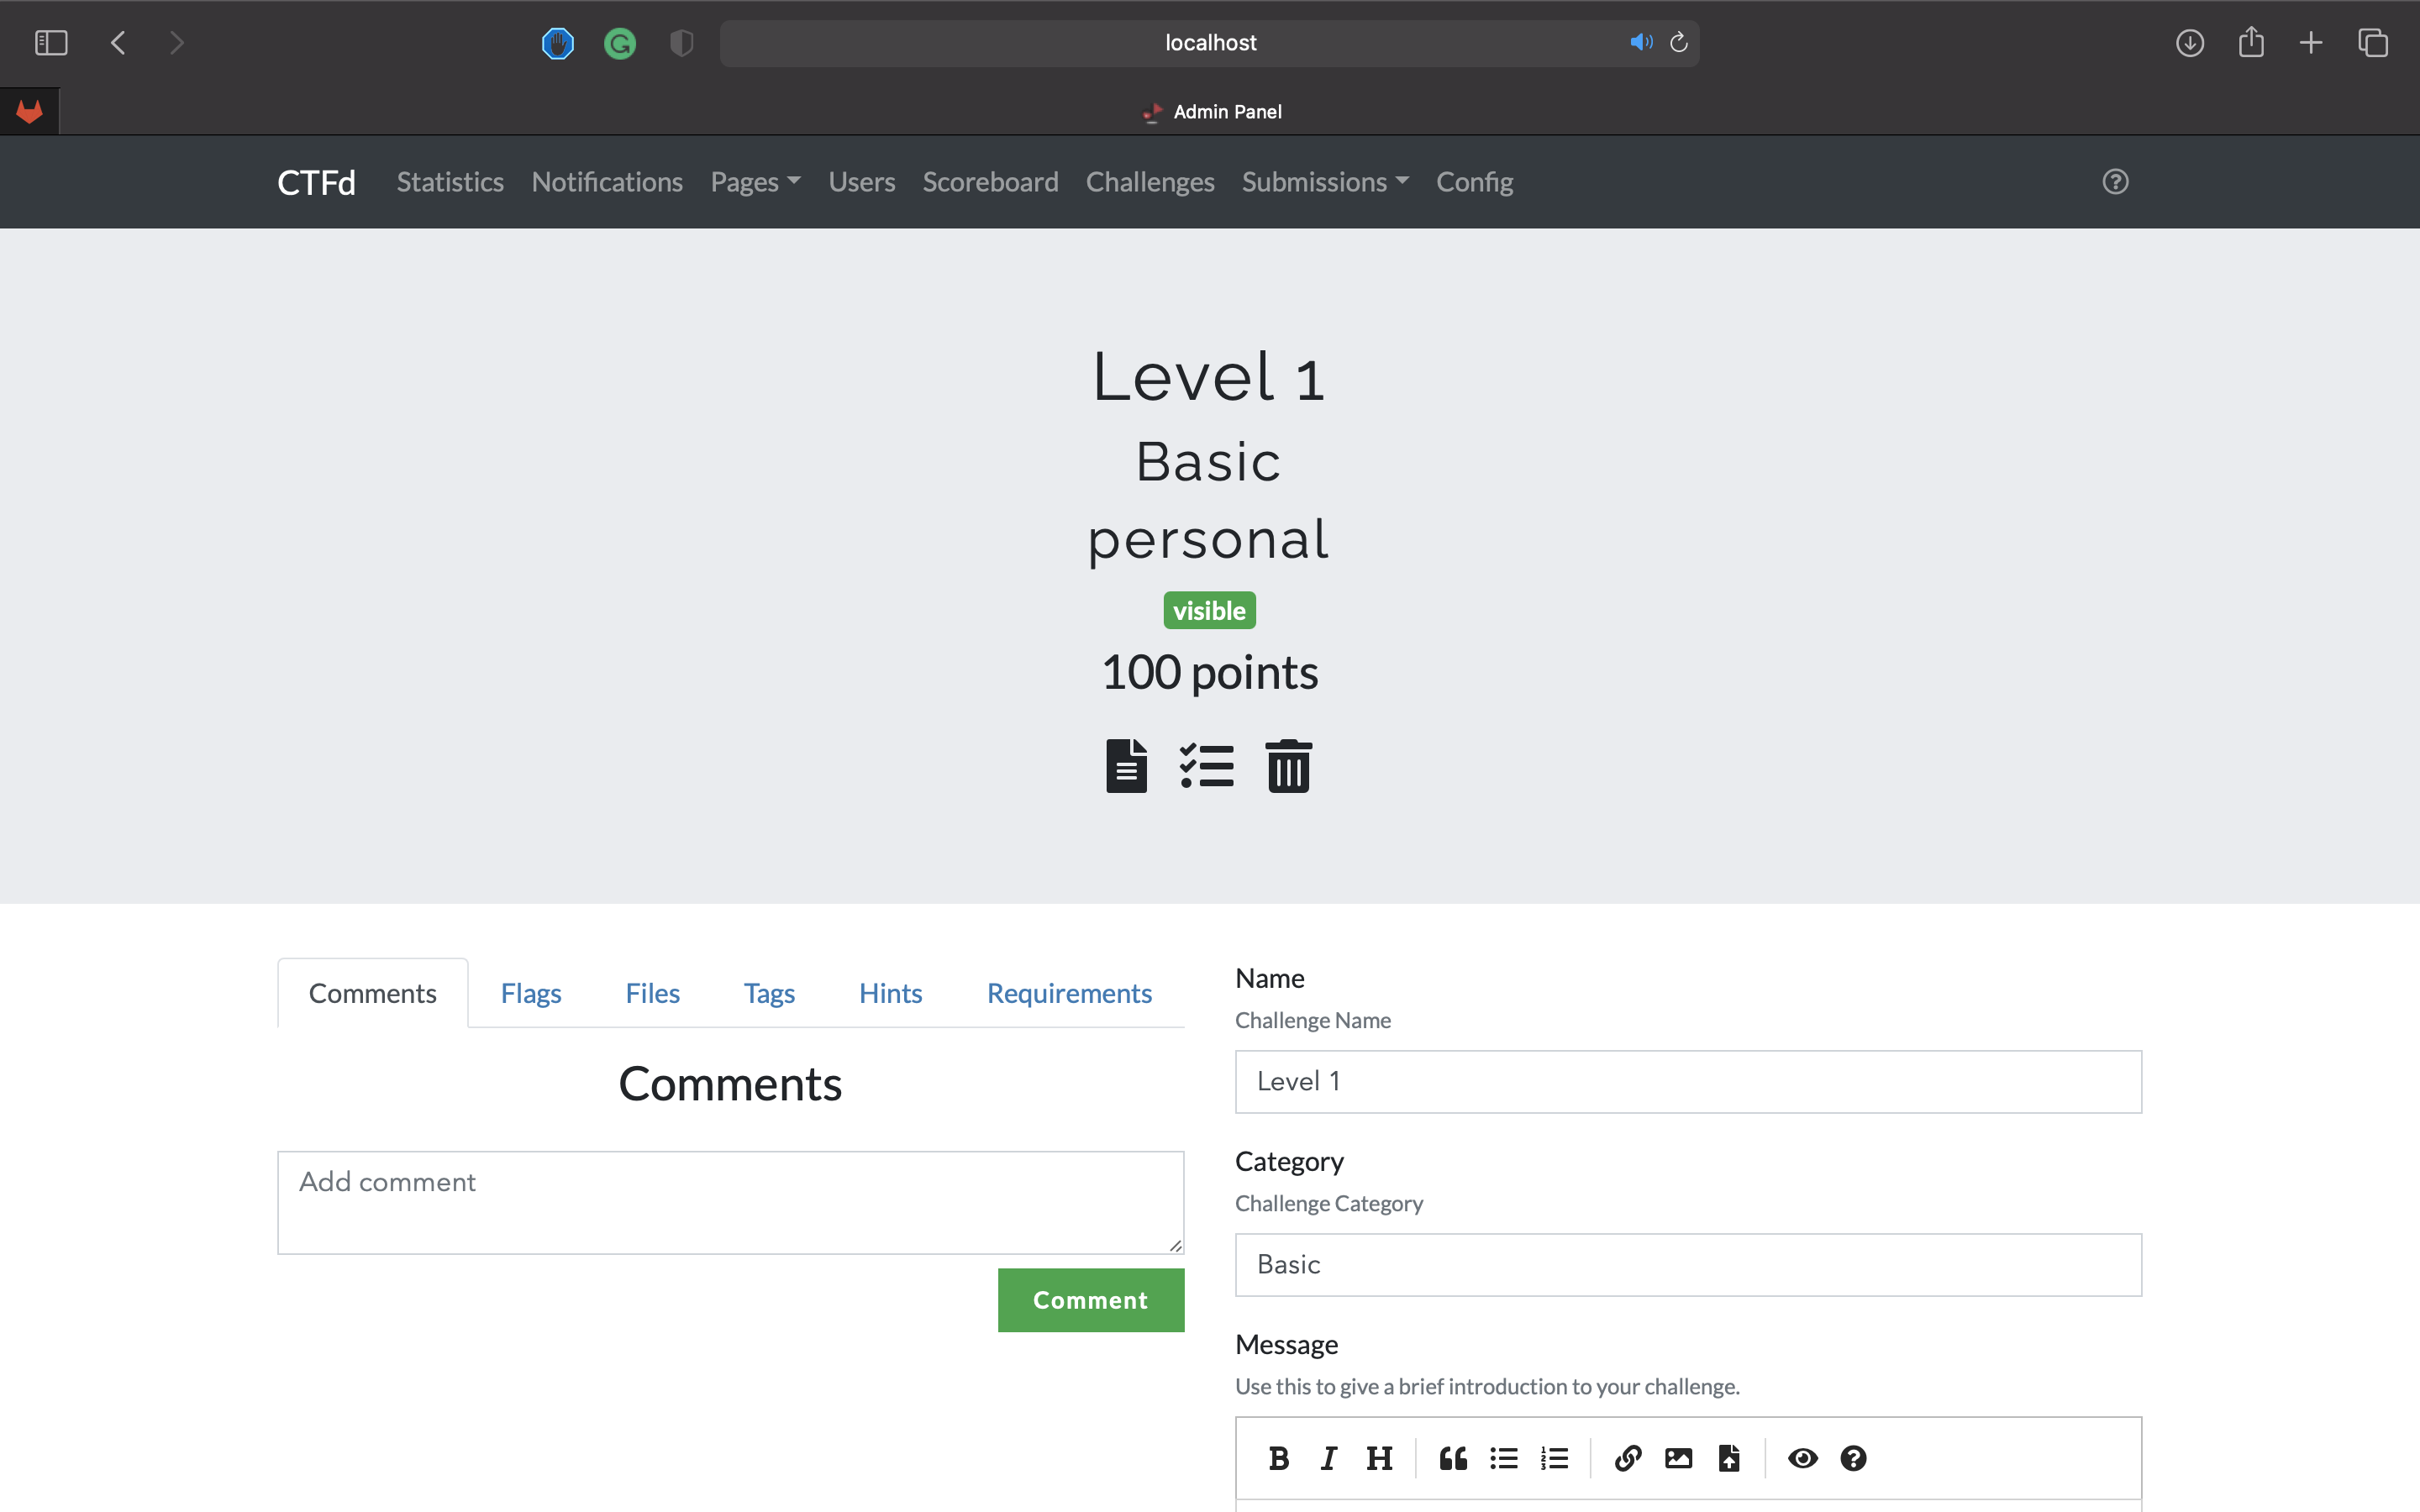 localhost
Admin Panel
CTFd Statistics Notifications Pages Users Scoreboard Challenges Submissions Config
Level 1
Basic
personal
visible
100 points
Comments Flags Files Tags Hints Requirements
Comments
Add comment
Comment
Name
Challenge Name
Level 1
Category
Challenge Category
Basic
Message
Use this to give a brief introduction to your challenge.